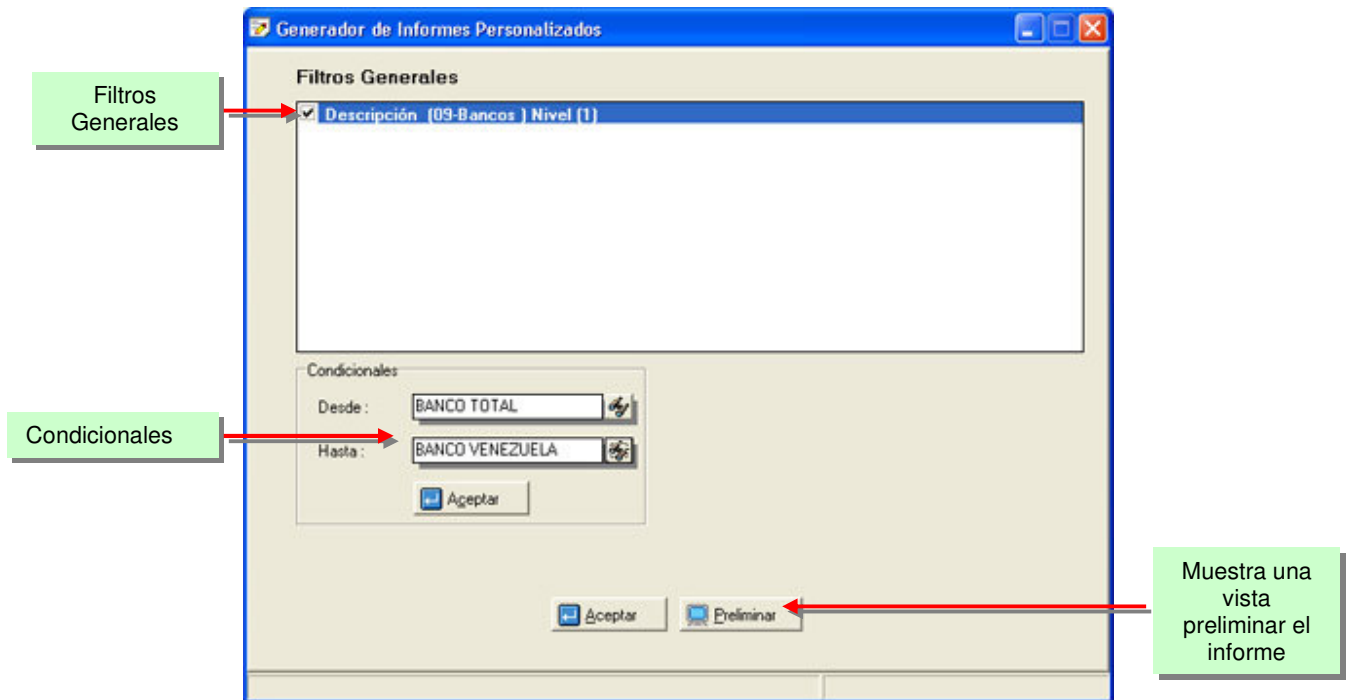 Generador de Informes Personalizados
Filtros Generales
Filtros
Generales
Descripción (09-Bancos ) Nivel (1)
Condicionales
Desde :
BANCO TOTAL
Condicionales
Hasta :
BANCO VENEZUELA
Aceptar
Aceptar
Preliminar
Muestra una
vista
preliminar el
informe